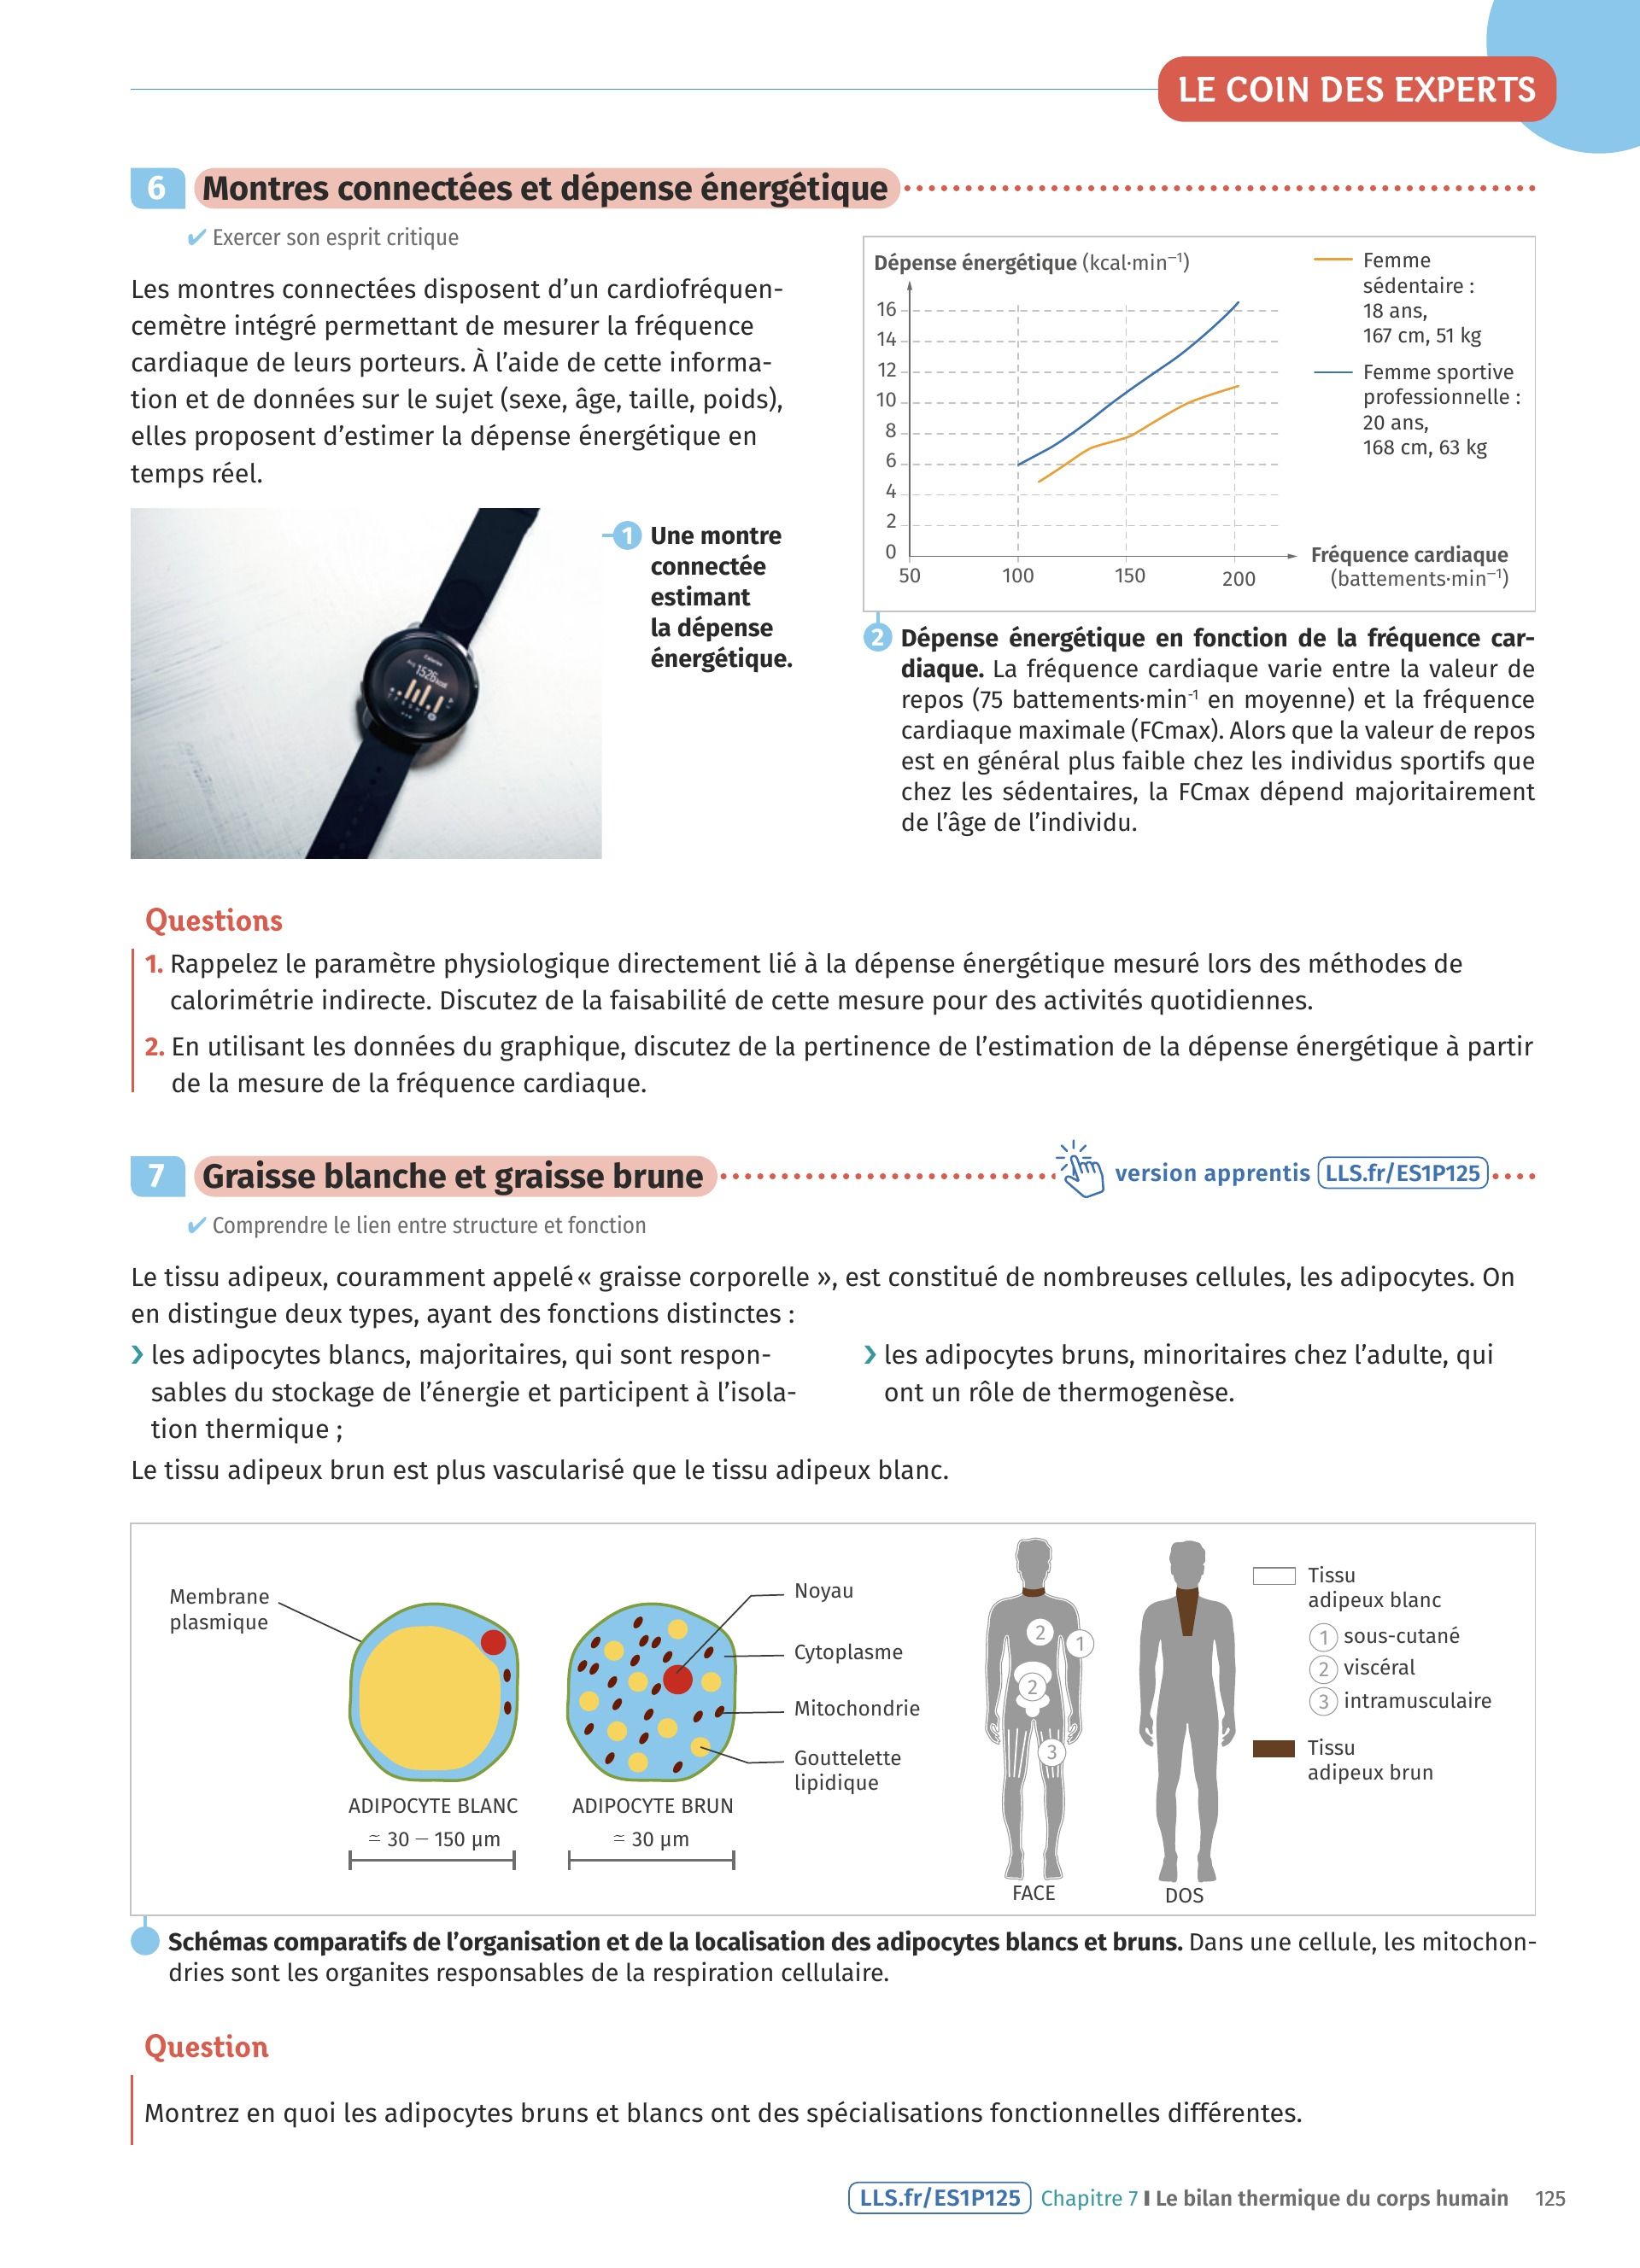 LE COIN DES EXPERTS
6 Montres connectées et dépense énergétique
✔ Exercer son esprit critique
Les montres connectées disposent d'un cardiofréquen-
cemètre intégré permettant de mesurer la fréquence
cardiaque de leurs porteurs. À l'aide de cette informa-
tion et de données sur le sujet (sexe, âge, taille, poids),
elles proposent d'estimer la dépense énergétique en
temps réel.
1526
1 Une montre
connectée
estimant
la dépense
énergétique.
Dépense énergétique (kcal·min⁻¹)
16
14
12
10
8
6
4
2
0
50 100 150 200
Fréquence cardiaque
(battements·min⁻¹)
Femme
sédentaire :
18 ans,
167 cm, 51 kg
Femme sportive
professionnelle :
20 ans,
168 cm, 63 kg
2 Dépense énergétique en fonction de la fréquence car-
diaque. La fréquence cardiaque varie entre la valeur de
repos (75 battements·min⁻¹ en moyenne) et la fréquence
cardiaque maximale (FCmax). Alors que la valeur de repos
est en général plus faible chez les individus sportifs que
chez les sédentaires, la FCmax dépend majoritairement
de l'âge de l'individu.
Questions
1. Rappelez le paramètre physiologique directement lié à la dépense énergétique mesuré lors des méthodes de
calorimétrie indirecte. Discutez de la faisabilité de cette mesure pour des activités quotidiennes.
2. En utilisant les données du graphique, discutez de la pertinence de l'estimation de la dépense énergétique à partir
de la mesure de la fréquence cardiaque.
7 Graisse blanche et graisse brune
version apprentis LLS.fr/ES1P125
✔ Comprendre le lien entre structure et fonction
Le tissu adipeux, couramment appelé « graisse corporelle », est constitué de nombreuses cellules, les adipocytes. On
en distingue deux types, ayant des fonctions distinctes :
› les adipocytes blancs, majoritaires, qui sont respon-
sables du stockage de l'énergie et participent à l'isola-
tion thermique ;
› les adipocytes bruns, minoritaires chez l'adulte, qui
ont un rôle de thermogenèse.
Le tissu adipeux brun est plus vascularisé que le tissu adipeux blanc.
Membrane
plasmique
Noyau
Cytoplasme
Mitochondrie
Gouttelette
lipidique
ADIPOCYTE BLANC
≃ 30 – 150 µm
ADIPOCYTE BRUN
≃ 30 µm
2
1
2
3
FACE
DOS
Tissu
adipeux blanc
1 sous-cutané
2 viscéral
3 intramusculaire
Tissu
adipeux brun
Schémas comparatifs de l'organisation et de la localisation des adipocytes blancs et bruns. Dans une cellule, les mitochon-
dries sont les organites responsables de la respiration cellulaire.
Question
Montrez en quoi les adipocytes bruns et blancs ont des spécialisations fonctionnelles différentes.
LLS.fr/ES1P125 Chapitre 7 I Le bilan thermique du corps humain 125